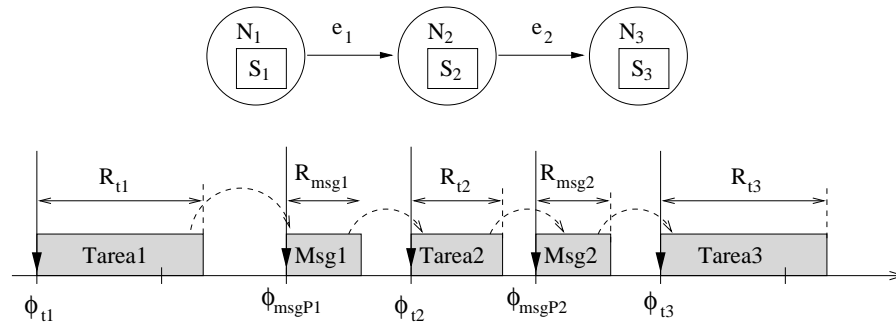 N1 e1 N2 e2 N3
S1 S2 S3
Rt1 Rmsg1 Rt2 Rmsg2 Rt3
Tarea1 Msg1 Tarea2 Msg2 Tarea3
ϕt1 ϕmsgP1 ϕt2 ϕmsgP2 ϕt3